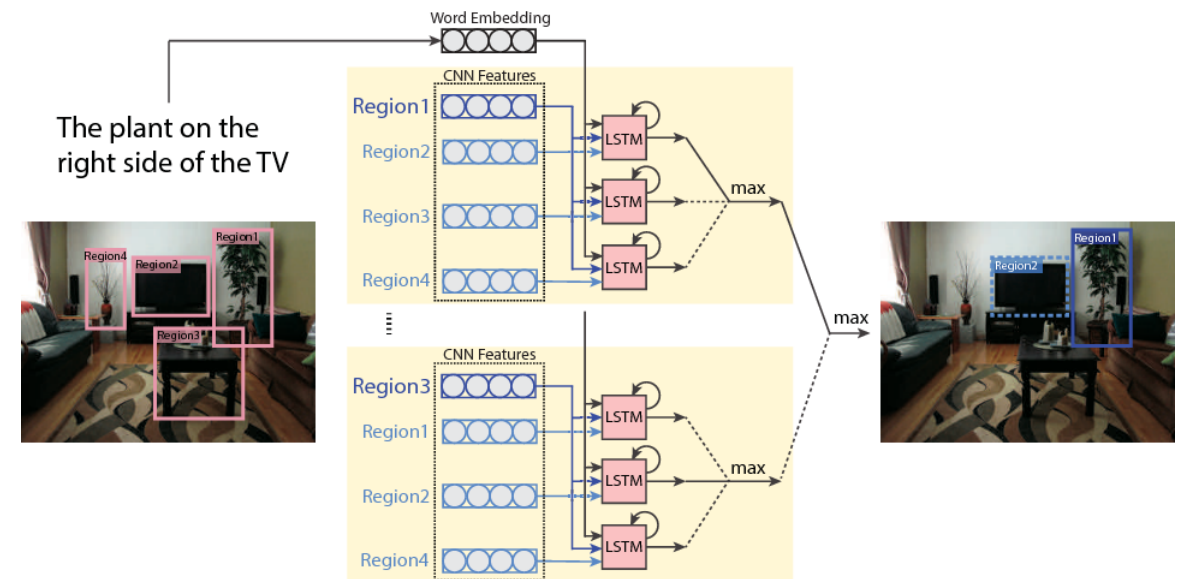 Word Embedding
The plant on the
right side of the TV
CNN Features
Region1
Region2
Region3
Region4
LSTM
LSTM
LSTM
max
CNN Features
Region3
Region1
Region2
Region4
LSTM
LSTM
LSTM
max
max
Region1
Region4
Region2
Region3
Region1
Region2